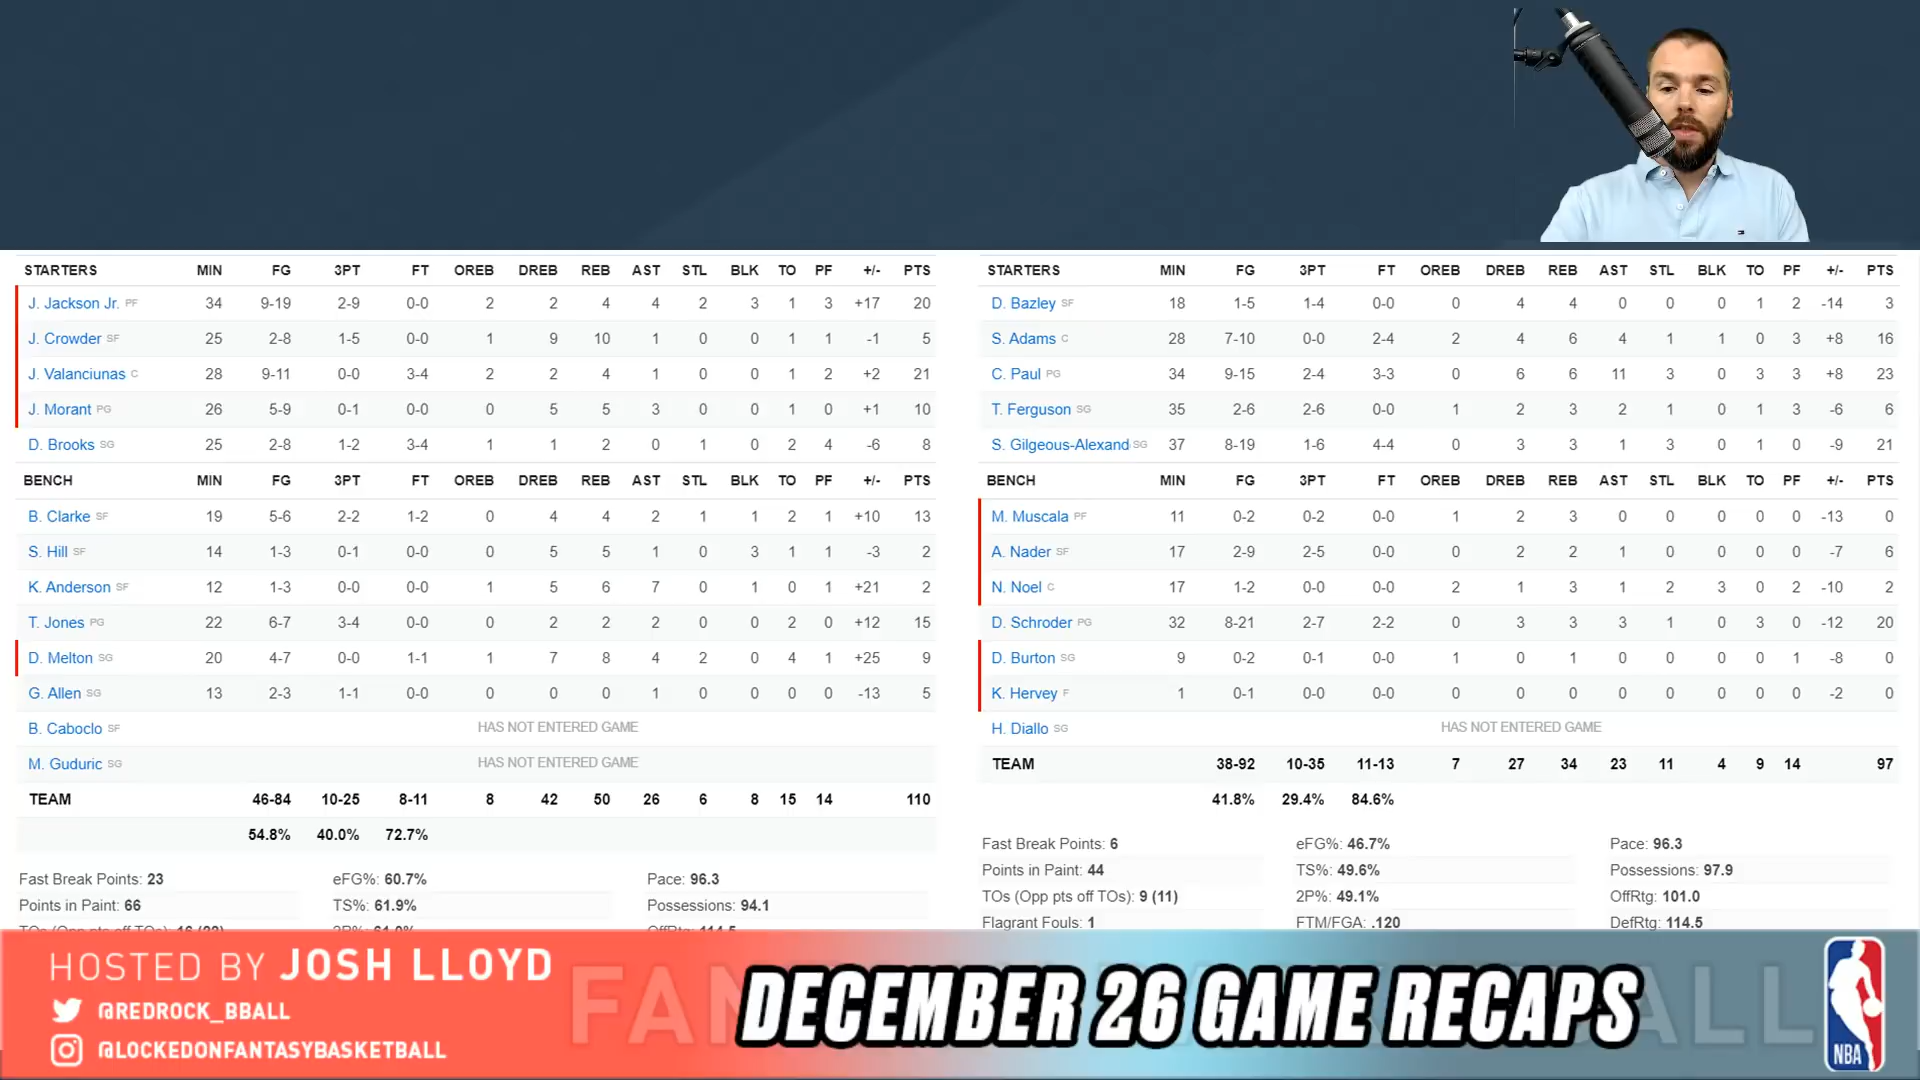 STARTERS MIN FG 3PT FT OREB DREB REB AST STL BLK TO PF +/- PTS
J. Jackson Jr. PF 34 9-19 2-9 0-0 2 2 4 4 2 3 1 3 +17 20
J. Crowder SF 25 2-8 1-5 0-0 1 9 10 1 0 0 1 1 -1 5
J. Valanciunas C 28 9-11 0-0 3-4 2 2 4 1 0 0 1 2 +2 21
J. Morant PG 26 5-9 0-1 0-0 0 5 5 3 0 0 1 0 +1 10
D. Brooks SG 25 2-8 1-2 3-4 1 1 2 0 1 0 2 4 -6 8
BENCH MIN FG 3PT FT OREB DREB REB AST STL BLK TO PF +/- PTS
B. Clarke SF 19 5-6 2-2 1-2 0 4 4 2 1 1 2 1 +10 13
S. Hill SF 14 1-3 0-1 0-0 0 5 5 1 0 3 1 1 -3 2
K. Anderson SF 12 1-3 0-0 0-0 1 5 6 7 0 1 0 1 +21 2
T. Jones PG 22 6-7 3-4 0-0 0 2 2 2 0 0 2 0 +12 15
D. Melton SG 20 4-7 0-0 1-1 1 7 8 4 2 0 4 1 +25 9
G. Allen SG 13 2-3 1-1 0-0 0 0 0 1 0 0 0 0 -13 5
B. Caboclo SF HAS NOT ENTERED GAME
M. Guduric SG HAS NOT ENTERED GAME
TEAM 46-84 10-25 8-11 8 42 50 26 6 8 15 14 110
54.8% 40.0% 72.7%
Fast Break Points: 23 eFG%: 60.7% Pace: 96.3
Points in Paint: 66 TS%: 61.9% Possessions: 94.1
STARTERS MIN FG 3PT FT OREB DREB REB AST STL BLK TO PF +/- PTS
D. Bazley SF 18 1-5 1-4 0-0 0 4 4 0 0 0 1 2 -14 3
S. Adams C 28 7-10 0-0 2-4 2 4 6 4 1 1 0 3 +8 16
C. Paul PG 34 9-15 2-4 3-3 0 6 6 11 3 0 3 3 +8 23
T. Ferguson SG 35 2-6 2-6 0-0 1 2 3 2 1 0 1 3 -6 6
S. Gilgeous-Alexand SG 37 8-19 1-6 4-4 0 3 3 1 3 0 1 0 -9 21
BENCH MIN FG 3PT FT OREB DREB REB AST STL BLK TO PF +/- PTS
M. Muscala PF 11 0-2 0-2 0-0 1 2 3 0 0 0 0 0 -13 0
A. Nader SF 17 2-9 2-5 0-0 0 2 2 1 0 0 0 0 -7 6
N. Noel C 17 1-2 0-0 0-0 2 1 3 1 2 3 0 2 -10 2
D. Schroder PG 32 8-21 2-7 2-2 0 3 3 3 1 0 3 0 -12 20
D. Burton SG 9 0-2 0-1 0-0 1 0 1 0 0 0 0 1 -8 0
K. Hervey F 1 0-1 0-0 0-0 0 0 0 0 0 0 0 0 -2 0
H. Diallo SG HAS NOT ENTERED GAME
TEAM 38-92 10-35 11-13 7 27 34 23 11 4 9 14 97
41.8% 29.4% 84.6%
Fast Break Points: 6 eFG%: 46.7% Pace: 96.3
Points in Paint: 44 TS%: 49.6% Possessions: 97.9
TOs (Opp pts off TOs): 9 (11) 2P%: 49.1% OffRtg: 101.0
Flagrant Fouls: 1 FTM/FGA: .120 DefRtg: 114.5
HOSTED BY JOSH LLOYD
@REDROCK_BBALL
@LOCKEDONFANTASYBASKETBALL
DECEMBER 26 GAME RECAPS
NBA